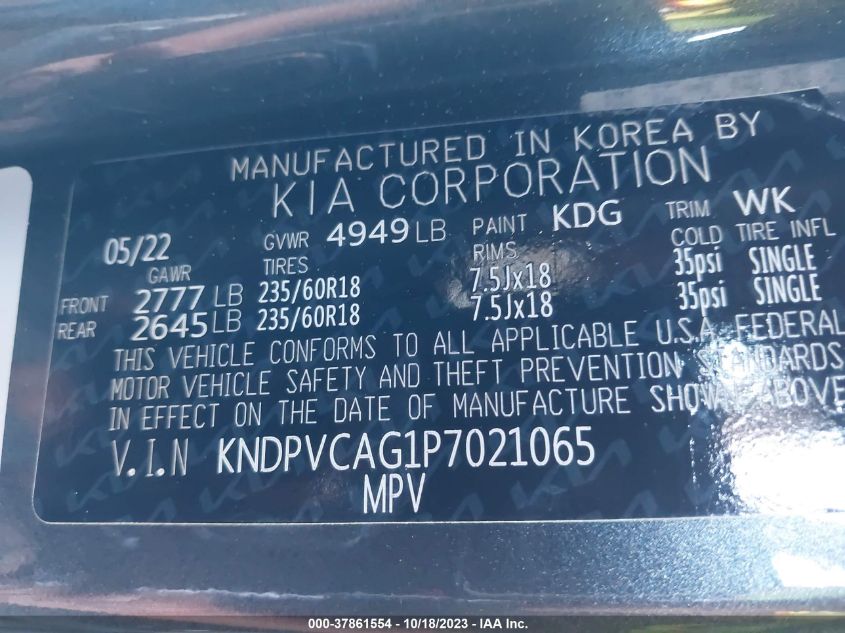 MANUFACTURED IN KOREA BY
KIA CORPORATION
05/22 GVWR 4949 LB PAINT KDG TRIM WK
GAWR TIRES RIMS COLD TIRE INFL
FRONT 2777 LB 235/60R18 7.5Jx18 35psi SINGLE
REAR 2645 LB 235/60R18 7.5Jx18 35psi SINGLE
THIS VEHICLE CONFORMS TO ALL APPLICABLE U.S.A. FEDERAL
MOTOR VEHICLE SAFETY AND THEFT PREVENTION STANDARDS
IN EFFECT ON THE DATE OF MANUFACTURE SHOWN ABOVE
V.I.N KNDPVCAG1P7021065
MPV
000-37861554 - 10/18/2023 - IAA Inc.